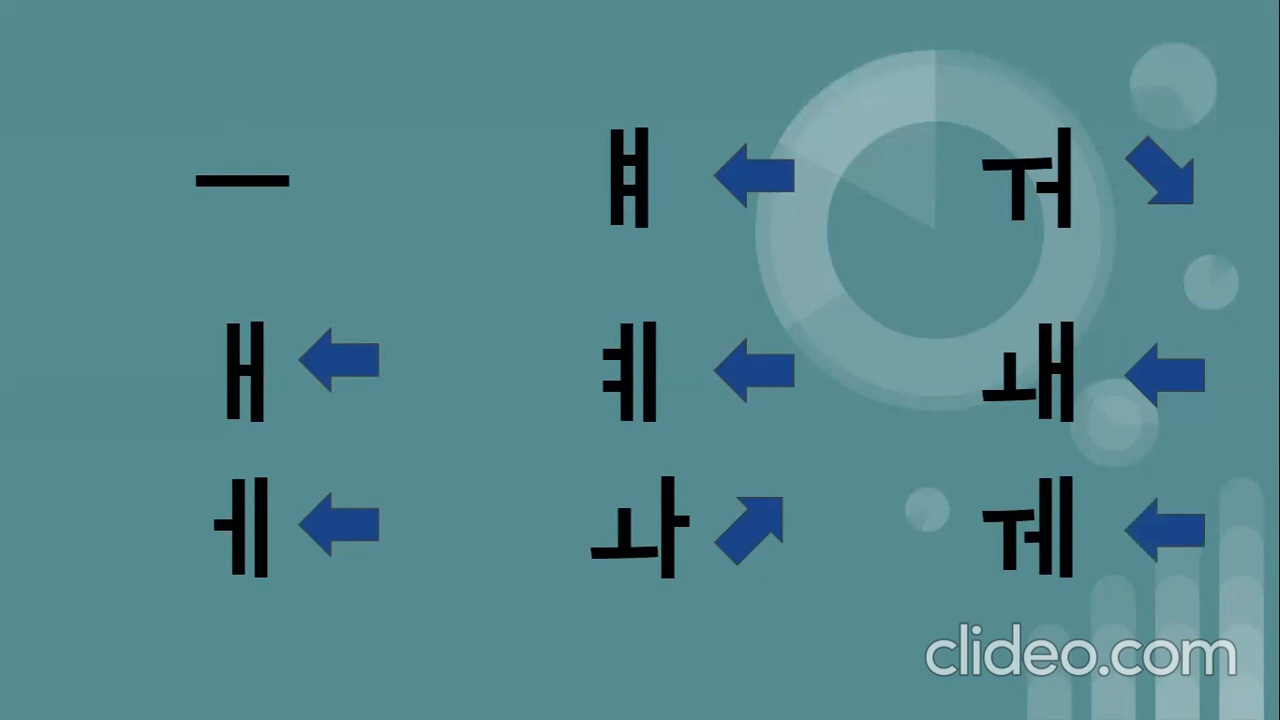 ㅡ ㅒ ㅝ
ㅐ ㅖ ㅙ
ㅔ ㅘ ㅞ
clideo.com